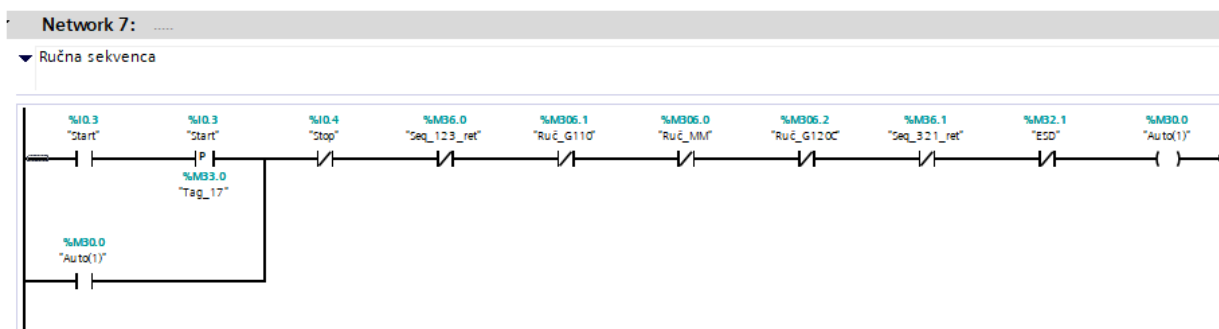 Network 7: .....
Ručna sekvenca
%I0.3 %I0.3 %I0.4 %M36.0 %M306.1 %M306.0 %M306.2 %M36.1 %M32.1 %M30.0
"Start" "Start" "Stop" "Seq_123_ret" "Ruč_G110" "Ruč_MM" "Ruč_G120C" "Seq_321_ret" "ESD" "Auto(1)"
P
%M33.0
"Tag_17"
%M30.0
"Auto(1)"